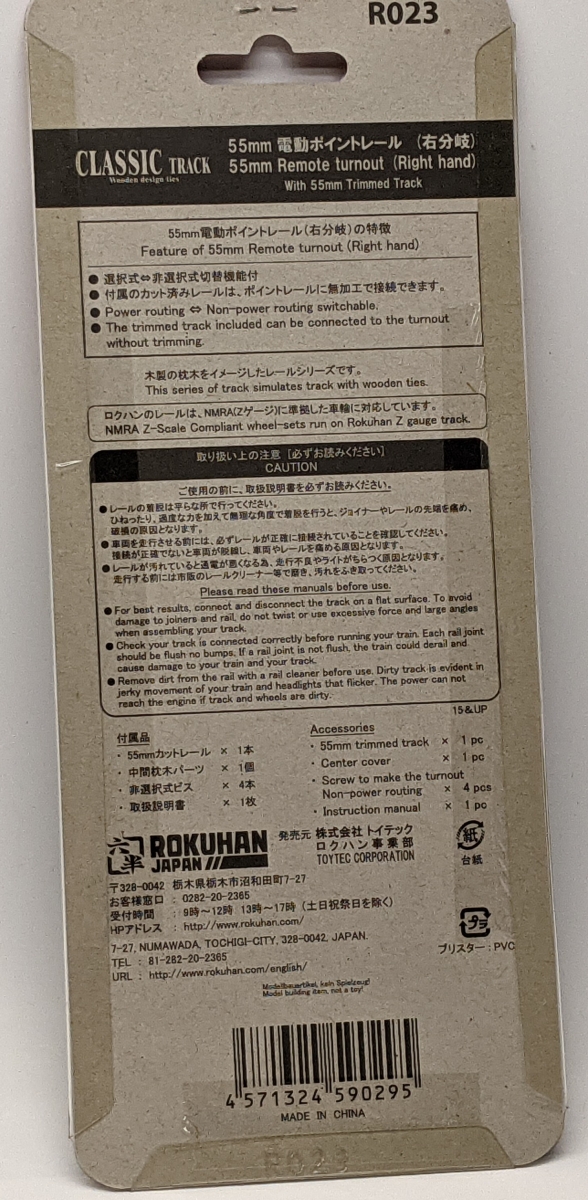 R023
CLASSIC TRACK
Wooden design ties
55mm 電動ポイントレール （右分岐）
55mm Remote turnout (Right hand)
With 55mm Trimmed Track
55mm電動ポイントレール(右分岐)の特徴
Feature of 55mm Remote turnout (Right hand)
● 選択式⇔非選択式切替機能付
● 付属のカット済みレールは、ポイントレールに無加工で接続できます。
● Power routing ⇔ Non-power routing switchable.
● The trimmed track included can be connected to the turnout
without trimming.
木製の枕木をイメージしたレールシリーズです。
This series of track simulates track with wooden ties.
ロクハンのレールは、NMRA(Zゲージ)に準拠した車輪に対応しています。
NMRA Z-Scale Compliant wheel-sets run on Rokuhan Z gauge track.
取り扱い上の注意 [必ずお読みください]
CAUTION
ご使用の前に、取扱説明書を必ずお読みください。
● レールの着脱は平らな所で行ってください。
ひねったり、過度な力を加えて無理な角度で着脱を行うと、ジョイナーやレールの先端を痛め、
破損の原因となります。
● 車両を走行させる前には、必ずレールが正確に接続されていることを確認してください。
接続が正確でないと車両が脱線し、車両やレールを痛める原因となります。
● レールが汚れていると通電が悪くなる為、走行不良やライトがちらつく原因となります。
走行する前には市販のレールクリーナー等で磨き、汚れをふき取ってください。
Please read these manuals before use.
● For best results, connect and disconnect the track on a flat surface. To avoid
damage to joiners and rail, do not twist or use excessive force and large angles
when assembling your track.
● Check your track is connected correctly before running your train. Each rail joint
should be flush no bumps. If a rail joint is not flush, the train could derail and
cause damage to your train and your track.
● Remove dirt from the rail with a rail cleaner before use. Dirty track is evident in
jerky movement of your train and headlights that flicker. The power can not
reach the engine if track and wheels are dirty.
15&UP
付属品
・ 55mmカットレール × 1本
・ 中間枕木パーツ × 1個
・ 非選択式ビス × 4本
・ 取扱説明書 × 1枚
Accessories
・ 55mm trimmed track × 1 pc
・ Center cover × 1 pc
・ Screw to make the turnout
Non-power routing × 4 pcs
・ Instruction manual × 1 pc
六半 ROKUHAN
JAPAN
発売元 株式会社 トイテック
ロクハン事業部
TOYTEC CORPORATION
紙
台紙
〒328-0042 栃木県栃木市沼和田町7-27
お客様窓口 : 0282-20-2365
受付時間 : 9時～12時 13時～17時 (土日祝祭日を除く)
HPアドレス : http://www.rokuhan.com/
7-27, NUMAWADA, TOCHIGI-CITY, 328-0042, JAPAN.
TEL : 81-282-20-2365
URL : http://www.rokuhan.com/english/
プラ
ブリスター : PVC
Modellbauartikel, kein Spielzeug!
Model building item, not a toy!
4 571324 590295
MADE IN CHINA
R023